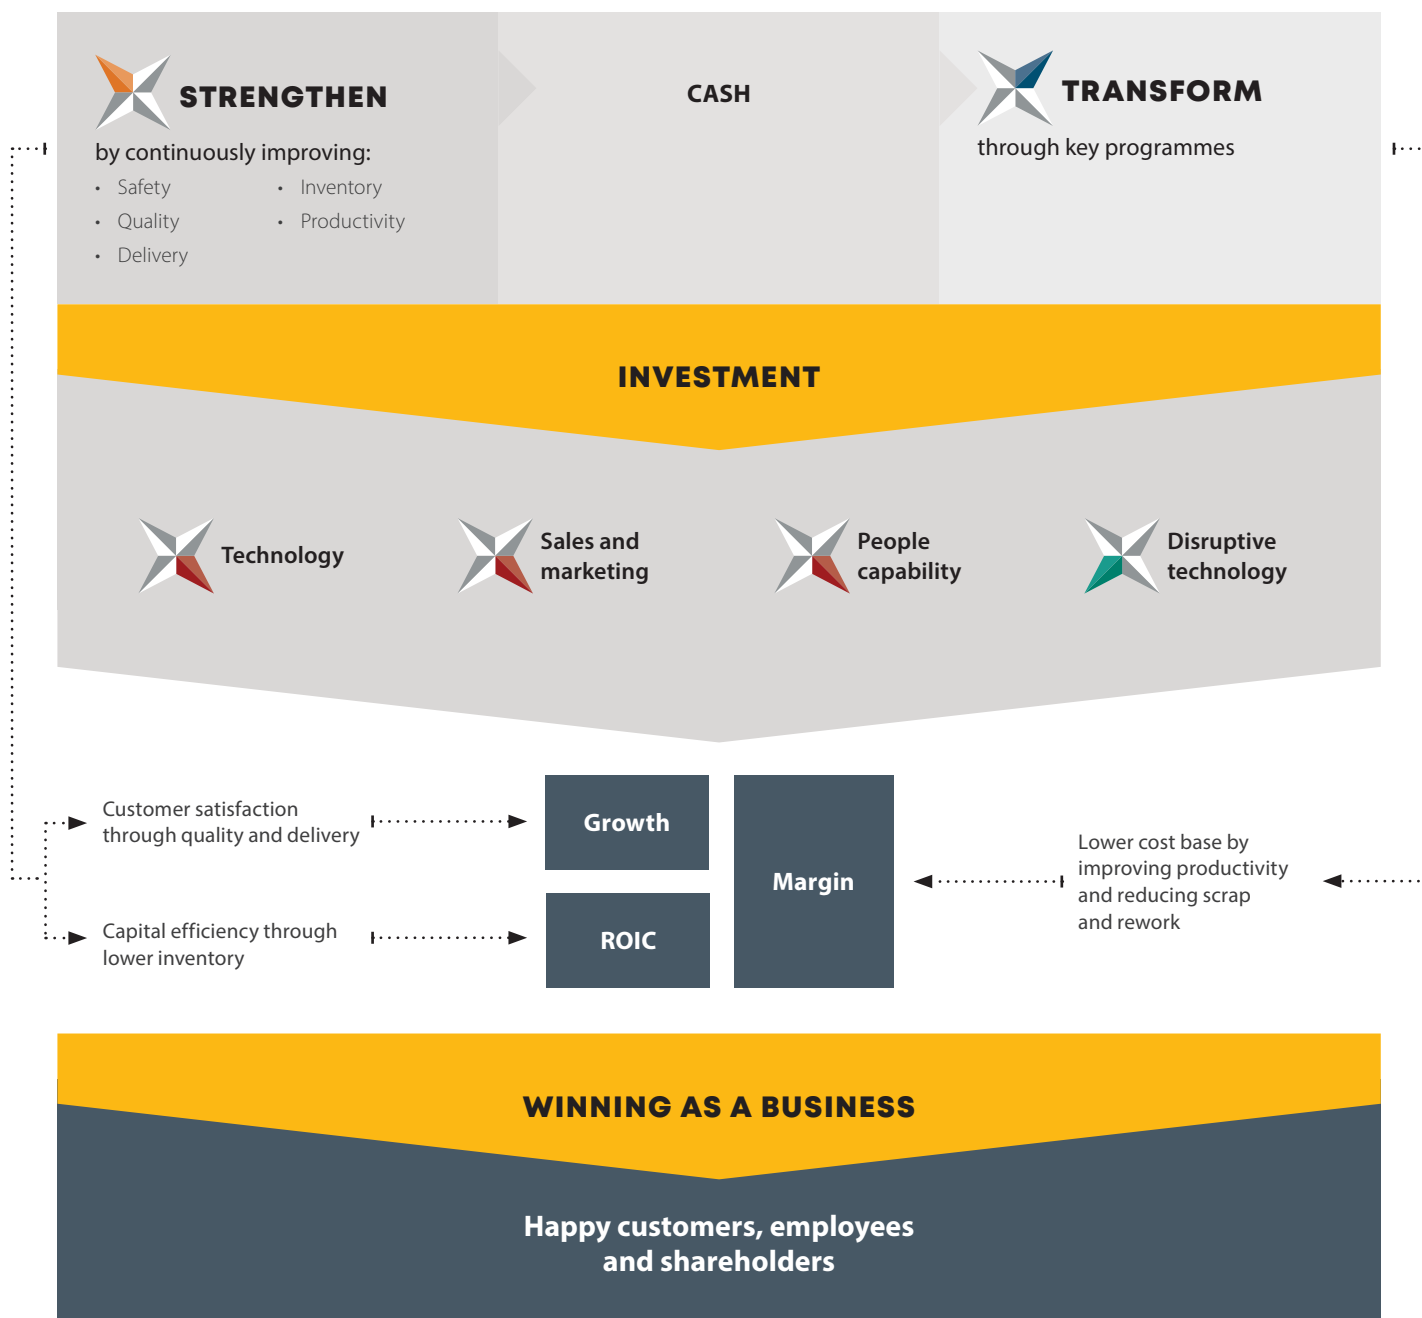 STRENGTHEN
by continuously improving:
• Safety
• Quality
• Delivery
• Inventory
• Productivity
CASH
TRANSFORM
through key programmes
INVESTMENT
Technology
Sales and
marketing
People
capability
Disruptive
technology
Customer satisfaction
through quality and delivery
Capital efficiency through
lower inventory
Growth
ROIC
Margin
Lower cost base by
improving productivity
and reducing scrap
and rework
WINNING AS A BUSINESS
Happy customers, employees
and shareholders